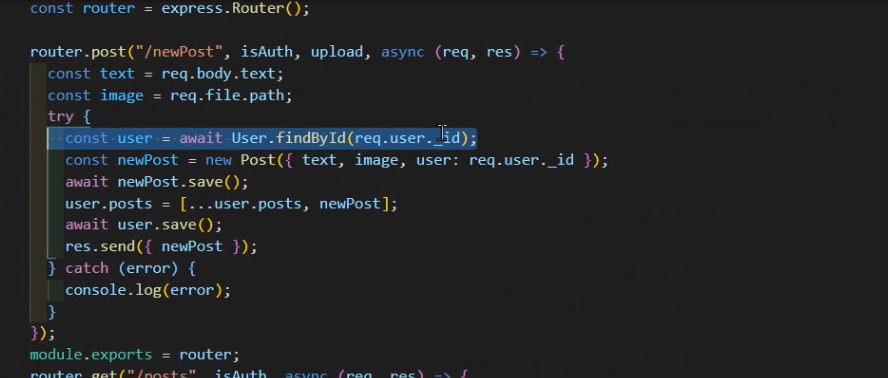 const router = express.Router();
router.post("/newPost", isAuth, upload, async (req, res) => {
const text = req.body.text;
const image = req.file.path;
try {
const user = await User.findById(req.user._id);
const newPost = new Post({ text, image, user: req.user._id });
await newPost.save();
user.posts = [...user.posts, newPost];
await user.save();
res.send({ newPost });
} catch (error) {
console.log(error);
}
});
module.exports = router;
router.get("/posts", isAuth, async (req, res) => {